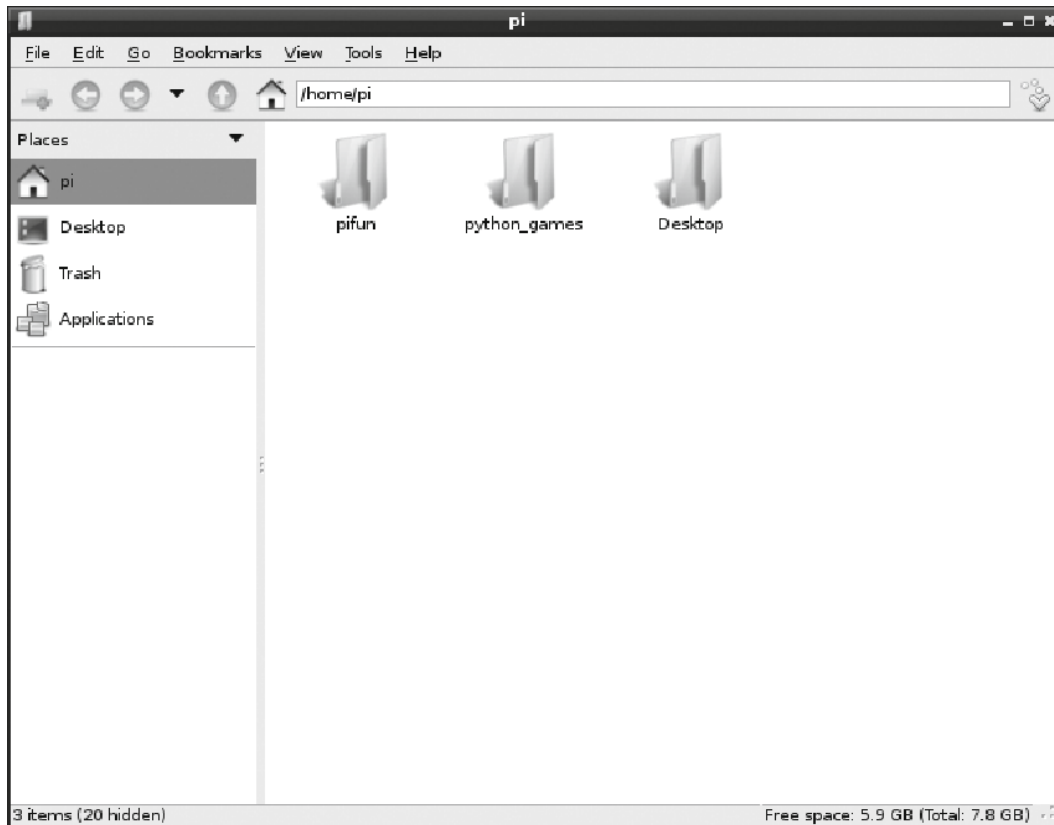 pi
File Edit Go Bookmarks View Tools Help
/home/pi
Places
pi
Desktop
Trash
Applications
pifun python_games Desktop
3 items (20 hidden) Free space: 5.9 GB (Total: 7.8 GB)